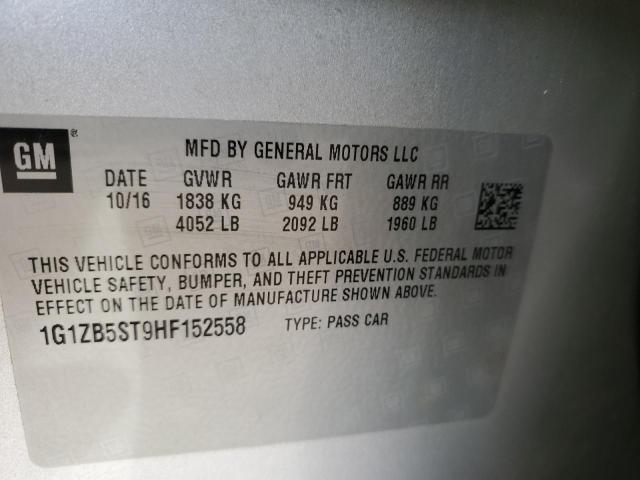 GM®
MFD BY GENERAL MOTORS LLC
DATE GVWR GAWR FRT GAWR RR
10/16 1838 KG 949 KG 889 KG
4052 LB 2092 LB 1960 LB
THIS VEHICLE CONFORMS TO ALL APPLICABLE U.S. FEDERAL MOTOR
VEHICLE SAFETY, BUMPER, AND THEFT PREVENTION STANDARDS IN
EFFECT ON THE DATE OF MANUFACTURE SHOWN ABOVE.
1G1ZB5ST9HF152558 TYPE: PASS CAR